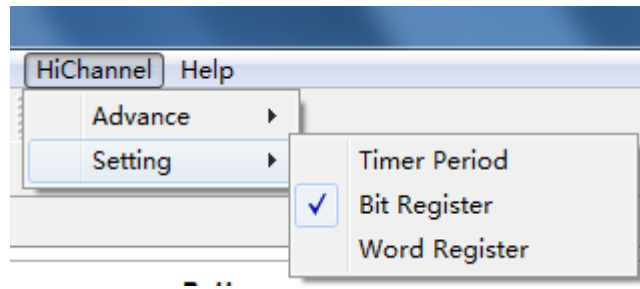 HiChannel Help
Advance
Setting
Timer Period
Bit Register
Word Register